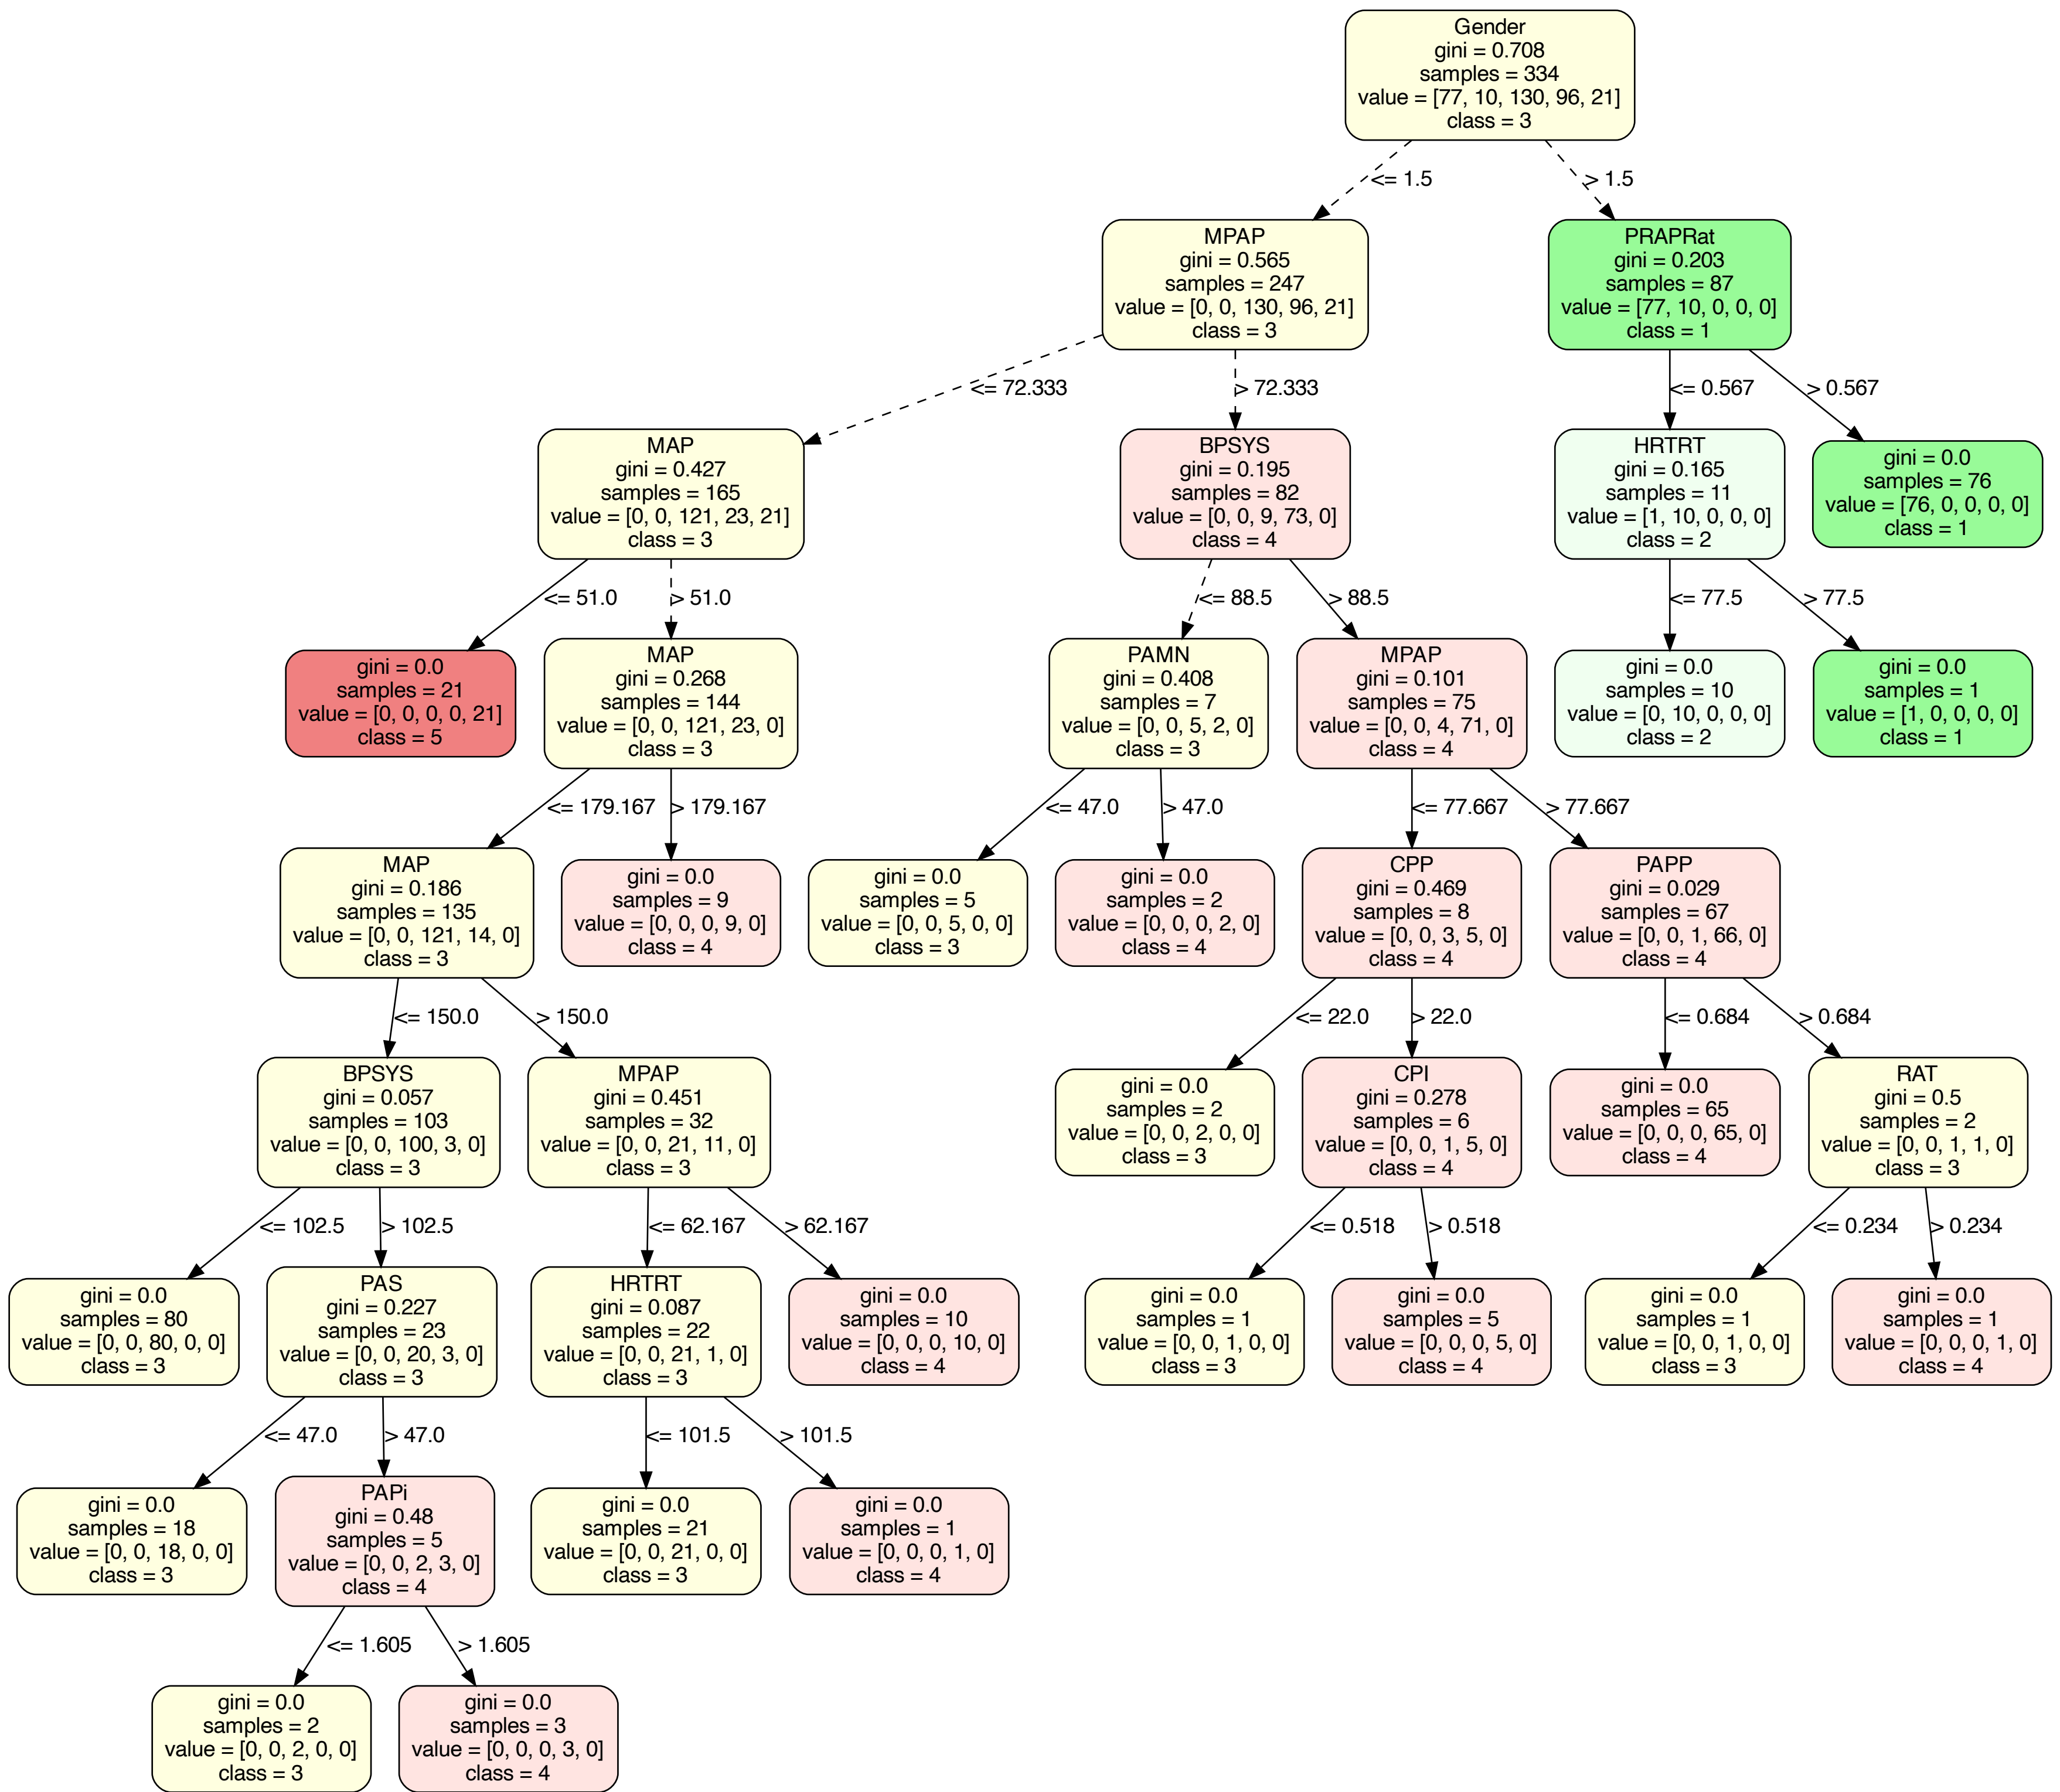 Gender
gini = 0.708
samples = 334
value = [77, 10, 130, 96, 21]
class = 3
<= 1.5
> 1.5
MPAP
gini = 0.565
samples = 247
value = [0, 0, 130, 96, 21]
class = 3
PRAPRat
gini = 0.203
samples = 87
value = [77, 10, 0, 0, 0]
class = 1
<= 72.333
> 72.333
<= 0.567
> 0.567
MAP
gini = 0.427
samples = 165
value = [0, 0, 121, 23, 21]
class = 3
BPSYS
gini = 0.195
samples = 82
value = [0, 0, 9, 73, 0]
class = 4
HRTRT
gini = 0.165
samples = 11
value = [1, 10, 0, 0, 0]
class = 2
gini = 0.0
samples = 76
value = [76, 0, 0, 0, 0]
class = 1
<= 51.0
> 51.0
<= 88.5
> 88.5
<= 77.5
> 77.5
gini = 0.0
samples = 21
value = [0, 0, 0, 0, 21]
class = 5
MAP
gini = 0.268
samples = 144
value = [0, 0, 121, 23, 0]
class = 3
PAMN
gini = 0.408
samples = 7
value = [0, 0, 5, 2, 0]
class = 3
MPAP
gini = 0.101
samples = 75
value = [0, 0, 4, 71, 0]
class = 4
gini = 0.0
samples = 10
value = [0, 10, 0, 0, 0]
class = 2
gini = 0.0
samples = 1
value = [1, 0, 0, 0, 0]
class = 1
<= 179.167
> 179.167
<= 47.0
> 47.0
<= 77.667
> 77.667
MAP
gini = 0.186
samples = 135
value = [0, 0, 121, 14, 0]
class = 3
gini = 0.0
samples = 9
value = [0, 0, 0, 9, 0]
class = 4
gini = 0.0
samples = 5
value = [0, 0, 5, 0, 0]
class = 3
gini = 0.0
samples = 2
value = [0, 0, 0, 2, 0]
class = 4
CPP
gini = 0.469
samples = 8
value = [0, 0, 3, 5, 0]
class = 4
PAPP
gini = 0.029
samples = 67
value = [0, 0, 1, 66, 0]
class = 4
<= 150.0
> 150.0
<= 22.0
> 22.0
<= 0.684
> 0.684
BPSYS
gini = 0.057
samples = 103
value = [0, 0, 100, 3, 0]
class = 3
MPAP
gini = 0.451
samples = 32
value = [0, 0, 21, 11, 0]
class = 3
gini = 0.0
samples = 2
value = [0, 0, 2, 0, 0]
class = 3
CPI
gini = 0.278
samples = 6
value = [0, 0, 1, 5, 0]
class = 4
gini = 0.0
samples = 65
value = [0, 0, 0, 65, 0]
class = 4
RAT
gini = 0.5
samples = 2
value = [0, 0, 1, 1, 0]
class = 3
<= 102.5
> 102.5
<= 62.167
> 62.167
<= 0.518
> 0.518
<= 0.234
> 0.234
gini = 0.0
samples = 80
value = [0, 0, 80, 0, 0]
class = 3
PAS
gini = 0.227
samples = 23
value = [0, 0, 20, 3, 0]
class = 3
HRTRT
gini = 0.087
samples = 22
value = [0, 0, 21, 1, 0]
class = 3
gini = 0.0
samples = 10
value = [0, 0, 0, 10, 0]
class = 4
gini = 0.0
samples = 1
value = [0, 0, 1, 0, 0]
class = 3
gini = 0.0
samples = 5
value = [0, 0, 0, 5, 0]
class = 4
gini = 0.0
samples = 1
value = [0, 0, 1, 0, 0]
class = 3
gini = 0.0
samples = 1
value = [0, 0, 0, 1, 0]
class = 4
<= 47.0
> 47.0
<= 101.5
> 101.5
gini = 0.0
samples = 18
value = [0, 0, 18, 0, 0]
class = 3
PAPi
gini = 0.48
samples = 5
value = [0, 0, 2, 3, 0]
class = 4
gini = 0.0
samples = 21
value = [0, 0, 21, 0, 0]
class = 3
gini = 0.0
samples = 1
value = [0, 0, 0, 1, 0]
class = 4
<= 1.605
> 1.605
gini = 0.0
samples = 2
value = [0, 0, 2, 0, 0]
class = 3
gini = 0.0
samples = 3
value = [0, 0, 0, 3, 0]
class = 4